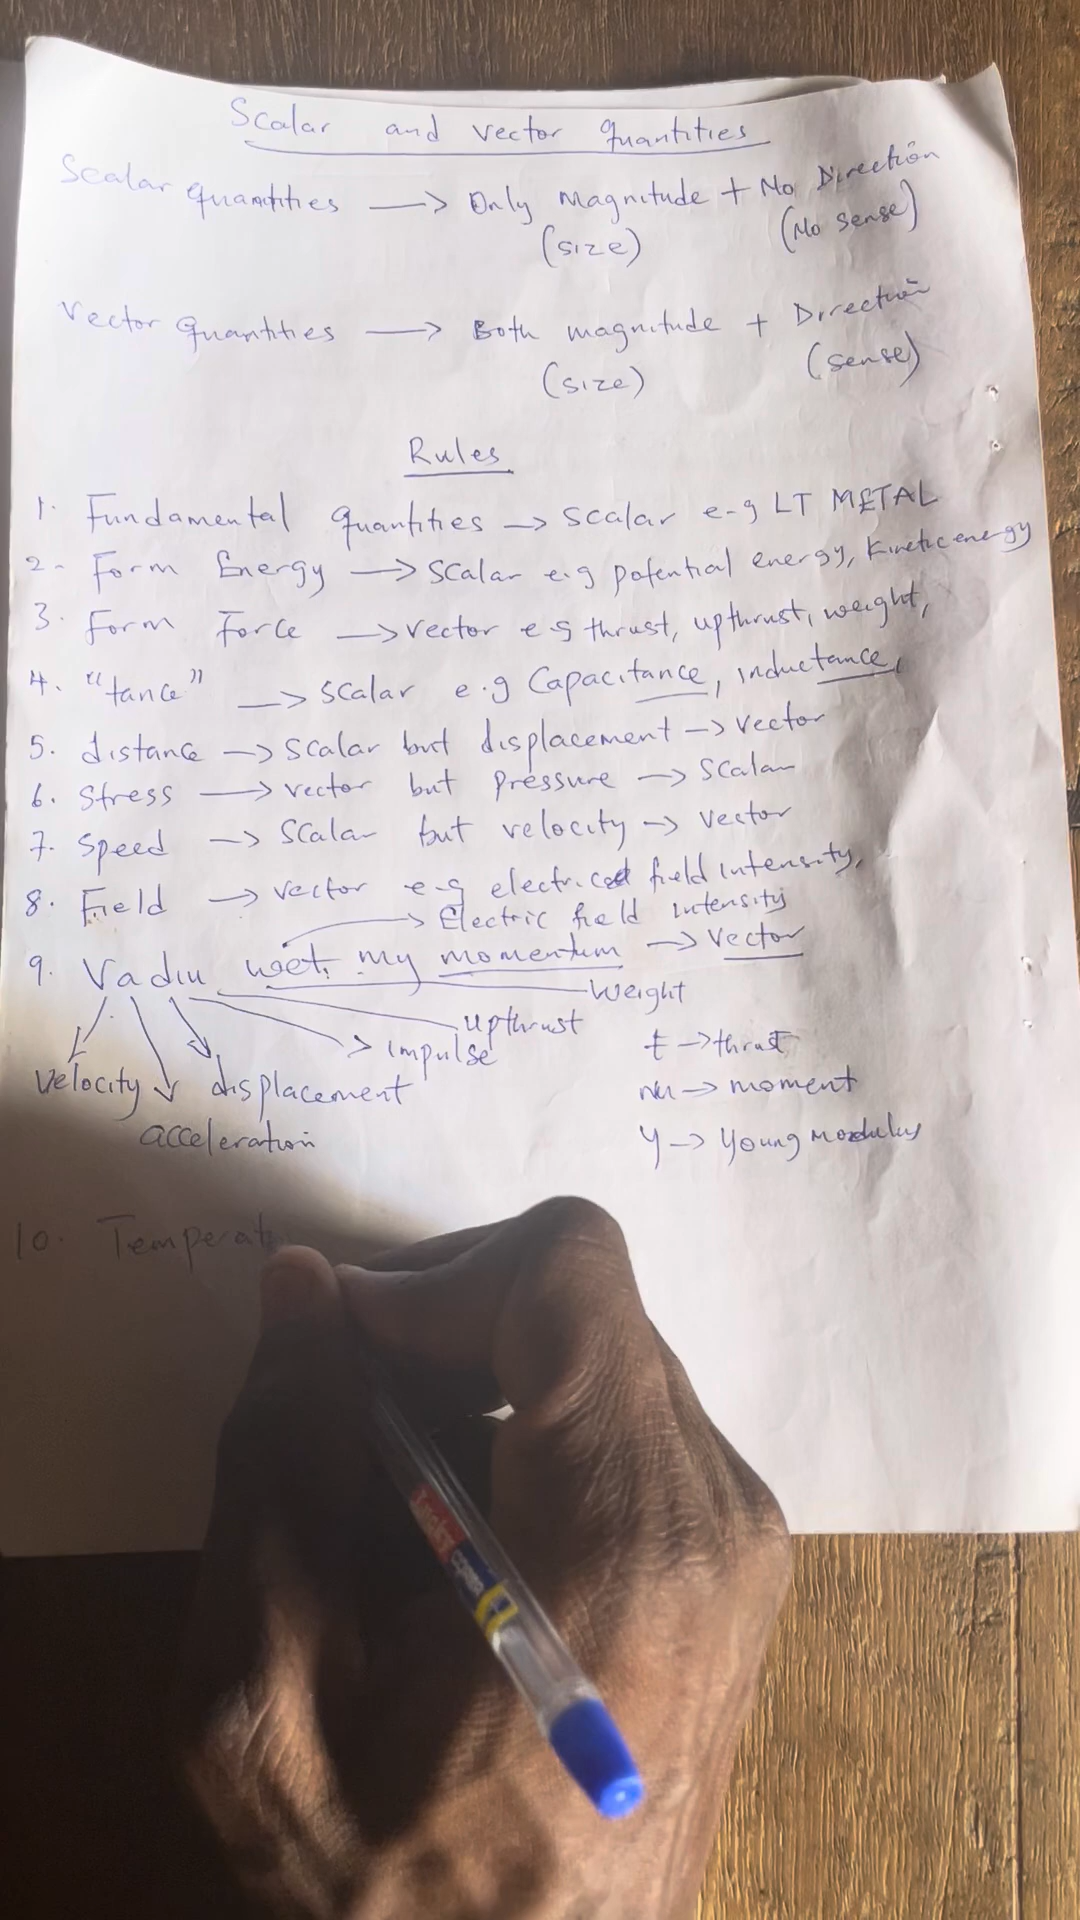 Scalar and vector quantities
Scalar quantities → Only Magnitude + No Direction
(size) (No sense)
Vector quantities → Both magnitude + Direction
(size) (sense)
Rules
1. Fundamental quantities → scalar e-g LT METAL
2. Form Energy → scalar e.g potential energy, kinetic energy
3. Form Force → vector e g thrust, upthrust, weight,
4. "tance" → scalar e.g Capacitance, inductance,
5. distance → scalar but displacement → vector
6. Stress → vector but pressure → scalar
7. Speed → scalar but velocity → vector
8. Field → vector e-g electrical field intensity,
→ Electric field intensity
9. Vadiu wet my momentum → vector
Weight
upthrust
impulse
t → thrust
velocity displacement
m → moment
acceleration
y → young modulus
10. Temperat